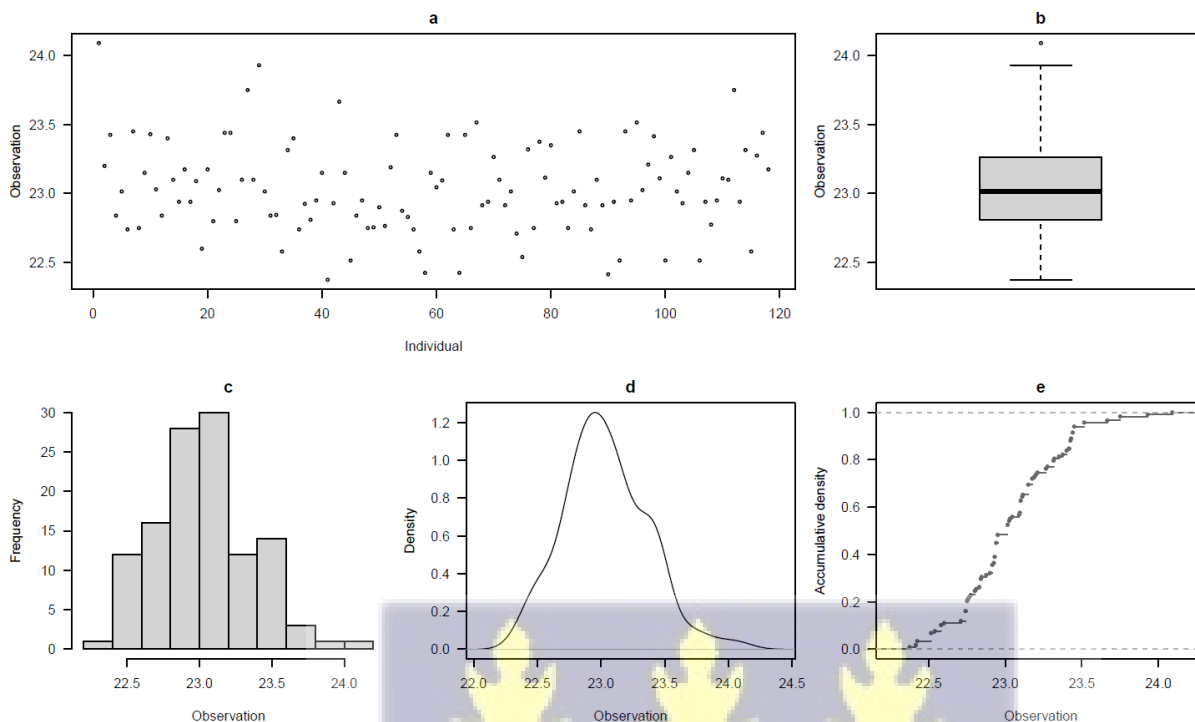 a
24.0
23.5
23.0
22.5
Observation
0 20 40 60 80 100 120
Individual
b
24.0
23.5
23.0
22.5
Observation
c
30
25
20
15
10
5
0
Frequency
22.5 23.0 23.5 24.0
Observation
d
1.2
1.0
0.8
0.6
0.4
0.2
0.0
Density
22.0 22.5 23.0 23.5 24.0 24.5
Observation
e
1.0
0.8
0.6
0.4
0.2
0.0
Accumulative density
22.5 23.0 23.5 24.0
Observation